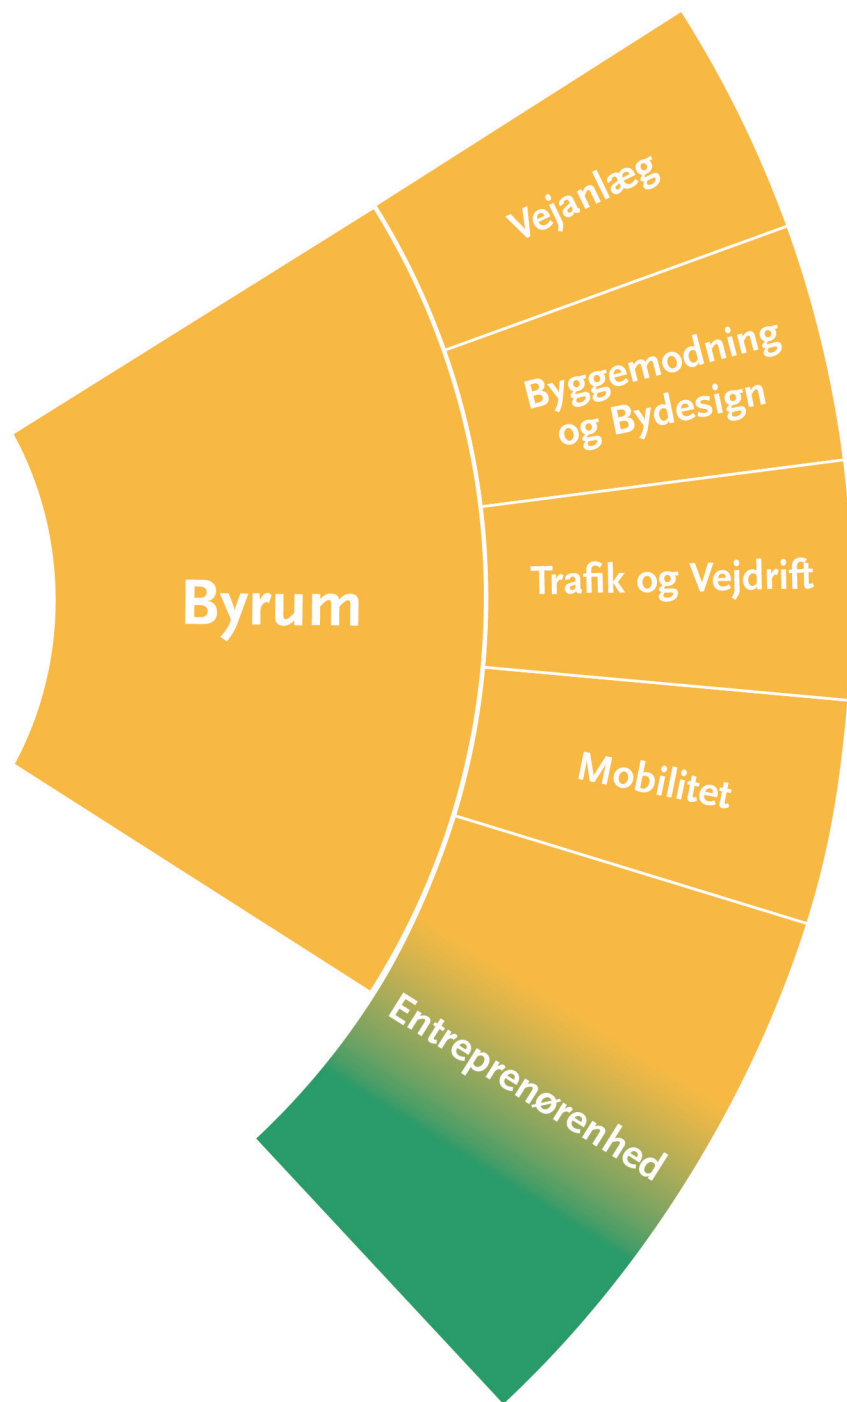 Byrum
Vejanlæg
Byggemodning
og Bydesign
Trafik og Vejdrift
Mobilitet
Entreprenørenhed